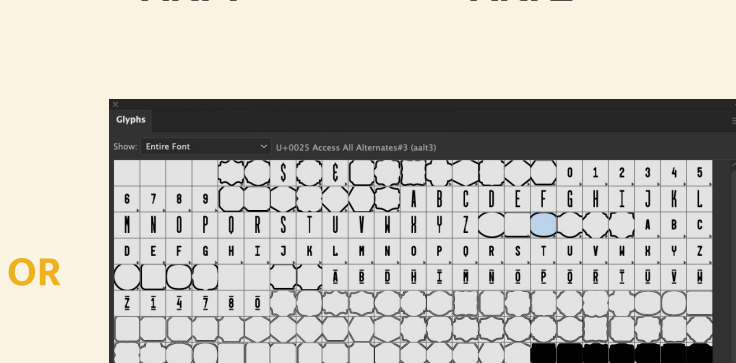 Glyphs
Show: Entire Font U+0025 Access All Alternates#3 (aalt3)
$ & 0 1 2 3 4 5
6 7 8 9 A B C D E F G H I J K L
M N O P Q R S T U V W X Y Z A B C
OR
D E F G H I J K L M N O P Q R S T U V W X Y Z